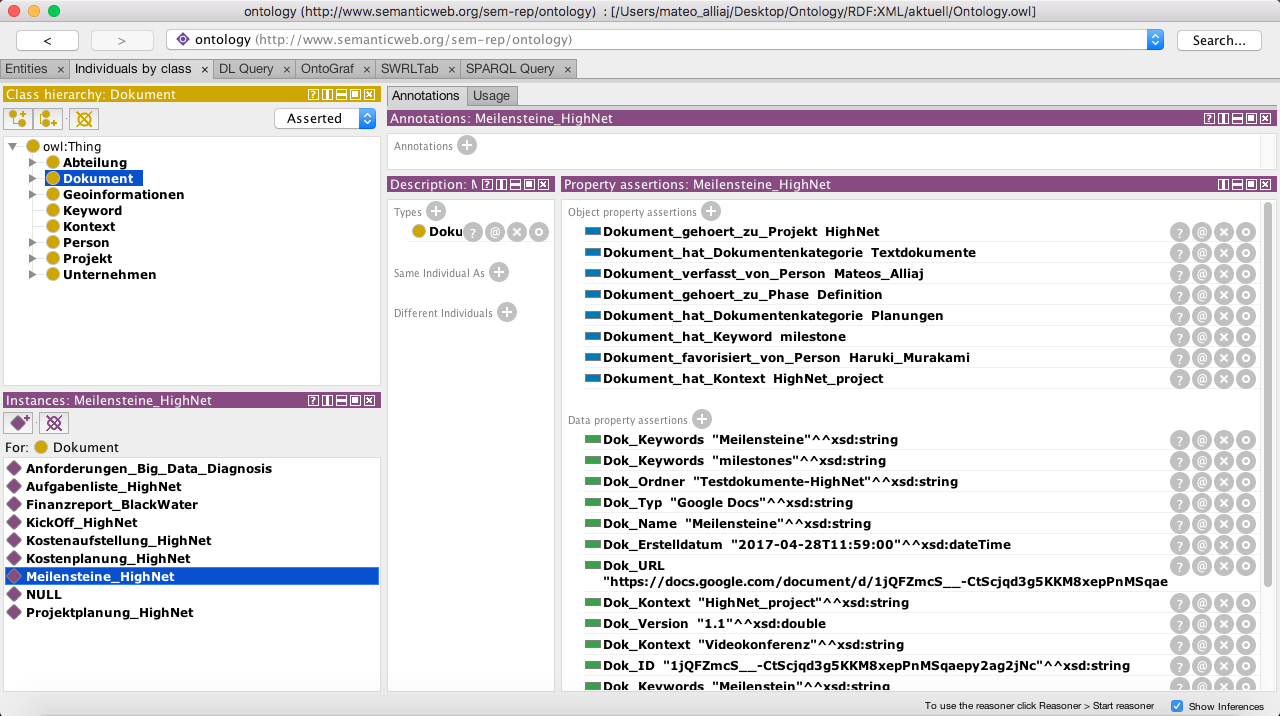 ontology (http://www.semanticweb.org/sem-rep/ontology) : [/Users/mateo_alliaj/Desktop/Ontology/RDF:XML/aktuell/Ontology.owl]
< > ontology (http://www.semanticweb.org/sem-rep/ontology) Search...
Entities × Individuals by class × DL Query × OntoGraf × SWRLTab × SPARQL Query ×
Class hierarchy: Dokument
Asserted
owl:Thing
Abteilung
Dokument
Geoinformationen
Keyword
Kontext
Person
Projekt
Unternehmen
Instances: Meilensteine_HighNet
For: Dokument
Anforderungen_Big_Data_Diagnosis
Aufgabenliste_HighNet
Finanzreport_BlackWater
KickOff_HighNet
Kostenaufstellung_HighNet
Kostenplanung_HighNet
Meilensteine_HighNet
NULL
Projektplanung_HighNet
Annotations Usage
Annotations: Meilensteine_HighNet
Annotations
Description: M
Types
Doku
Same Individual As
Different Individuals
Property assertions: Meilensteine_HighNet
Object property assertions
Dokument_gehoert_zu_Projekt HighNet
Dokument_hat_Dokumentenkategorie Textdokumente
Dokument_verfasst_von_Person Mateos_Alliaj
Dokument_gehoert_zu_Phase Definition
Dokument_hat_Dokumentenkategorie Planungen
Dokument_hat_Keyword milestone
Dokument_favorisiert_von_Person Haruki_Murakami
Dokument_hat_Kontext HighNet_project
Data property assertions
Dok_Keywords "Meilensteine"^^xsd:string
Dok_Keywords "milestones"^^xsd:string
Dok_Ordner "Testdokumente-HighNet"^^xsd:string
Dok_Typ "Google Docs"^^xsd:string
Dok_Name "Meilensteine"^^xsd:string
Dok_Erstelldatum "2017-04-28T11:59:00"^^xsd:dateTime
Dok_URL
"https://docs.google.com/document/d/1jQFZmcS__-CtScjqd3g5KKM8xepPnMSqae
Dok_Kontext "HighNet_project"^^xsd:string
Dok_Version "1.1"^^xsd:double
Dok_Kontext "Videokonferenz"^^xsd:string
Dok_ID "1jQFZmcS__-CtScjqd3g5KKM8xepPnMSqaepy2ag2jNc"^^xsd:string
Dok_Keywords "Meilenstein"^^xsd:string
To use the reasoner click Reasoner > Start reasoner Show Inferences